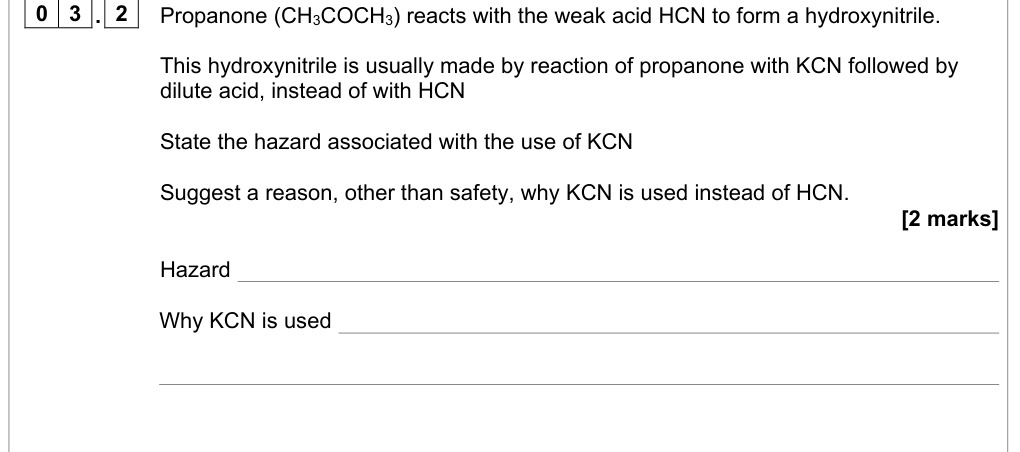 03.2 Propanone (CH₃COCH₃) reacts with the weak acid HCN to form a hydroxynitrile.
This hydroxynitrile is usually made by reaction of propanone with KCN followed by
dilute acid, instead of with HCN
State the hazard associated with the use of KCN
Suggest a reason, other than safety, why KCN is used instead of HCN.
[2 marks]
Hazard
Why KCN is used